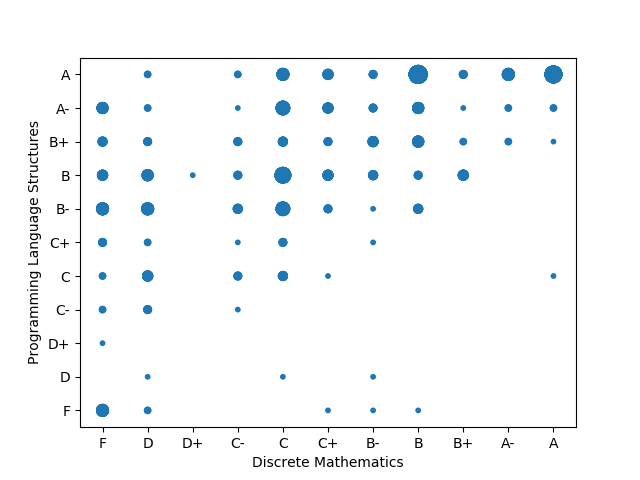 A
A-
B+
B
B-
C+
C
C-
D+
D
F
Programming Language Structures
F D D+ C- C C+ B- B B+ A- A
Discrete Mathematics